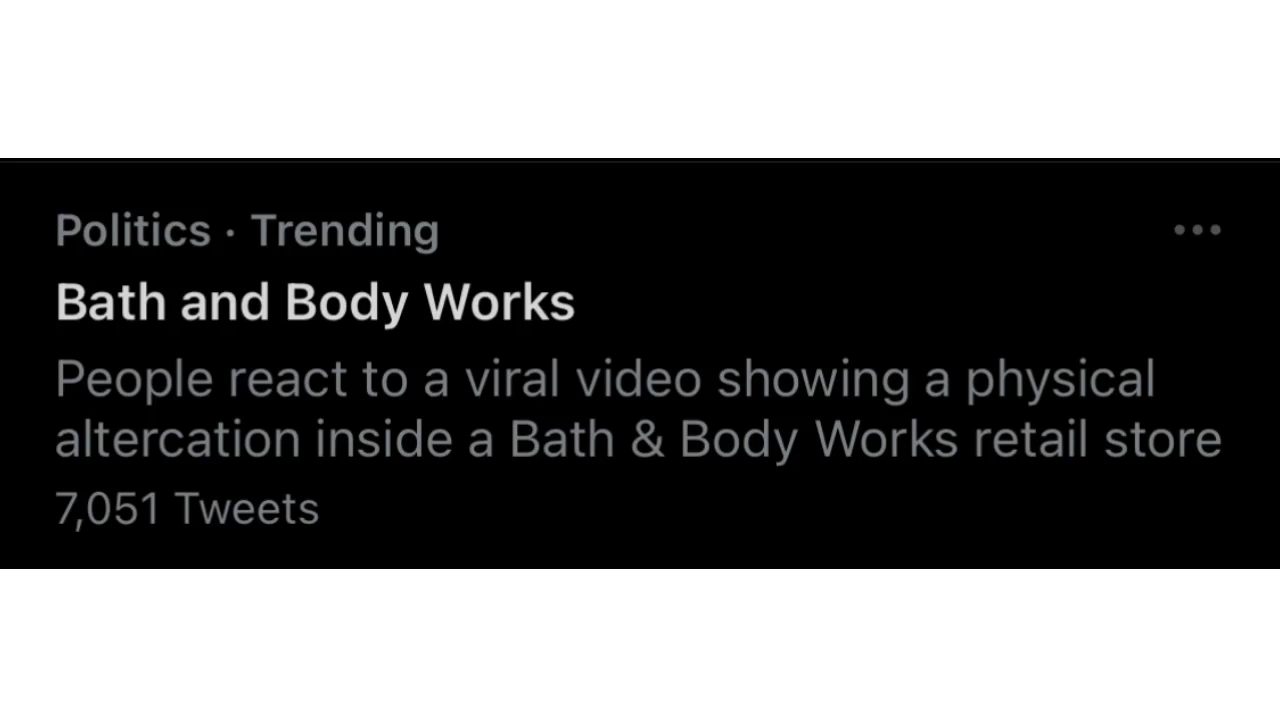 Politics · Trending
Bath and Body Works
People react to a viral video showing a physical
altercation inside a Bath & Body Works retail store
7,051 Tweets